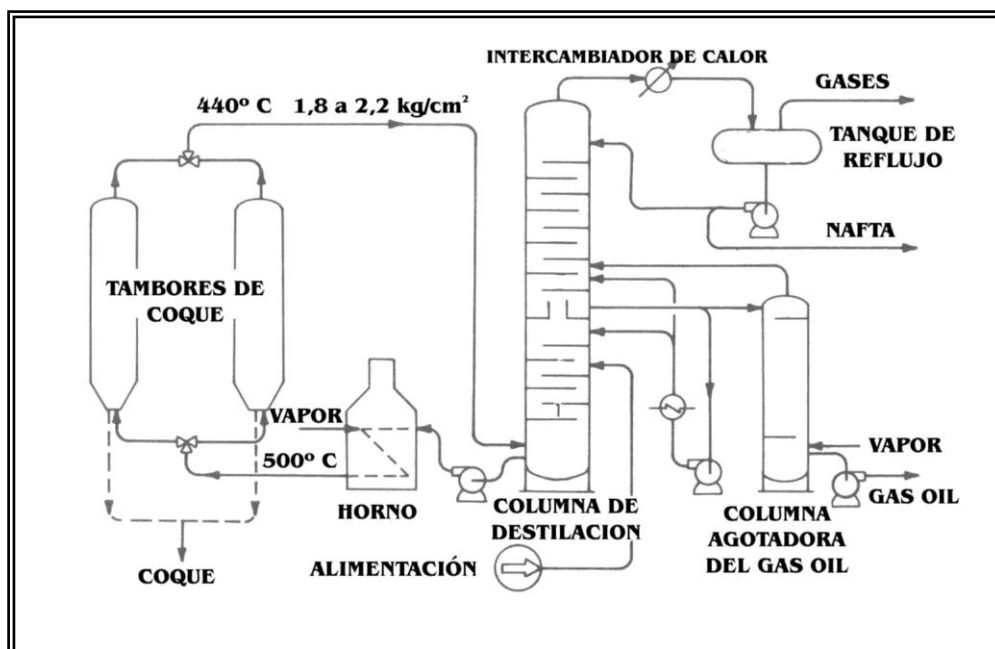 INTERCAMBIADOR DE CALOR
440º C 1,8 a 2,2 kg/cm²
GASES
TANQUE DE
REFLUJO
NAFTA
TAMBORES DE
COQUE
VAPOR
500º C
HORNO
COLUMNA DE
DESTILACION
VAPOR
GAS OIL
COLUMNA
AGOTADORA
DEL GAS OIL
ALIMENTACIÓN
COQUE